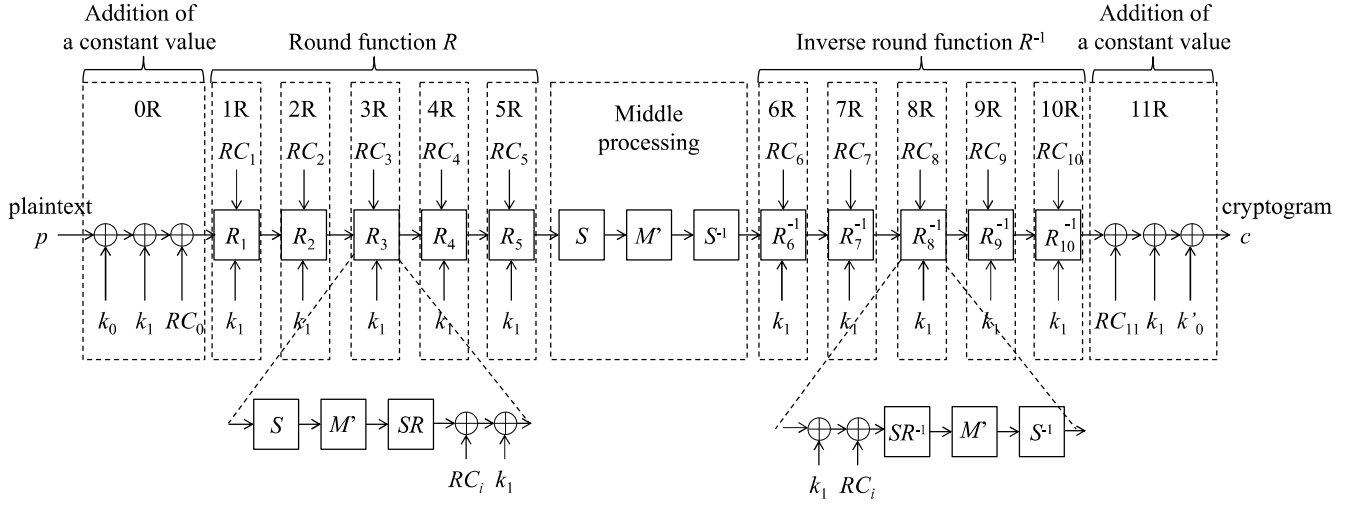 Addition of
a constant value
Round function R
Inverse round function R⁻¹
Addition of
a constant value
0R
1R
2R
3R
4R
5R
Middle
processing
6R
7R
8R
9R
10R
11R
RC₁
RC₂
RC₃
RC₄
RC₅
RC₆
RC₇
RC₈
RC₉
RC₁₀
plaintext
p
R₁
R₂
R₃
R₄
R₅
S
M'
S⁻¹
R₆⁻¹
R₇⁻¹
R₈⁻¹
R₉⁻¹
R₁₀⁻¹
cryptogram
c
k₀
k₁
RC₀
k₁
k₁
k₁
k₁
k₁
k₁
k₁
k₁
k₁
k₁
RC₁₁
k₁
k'₀
S
M'
SR
RCᵢ
k₁
SR⁻¹
M'
S⁻¹
k₁
RCᵢ